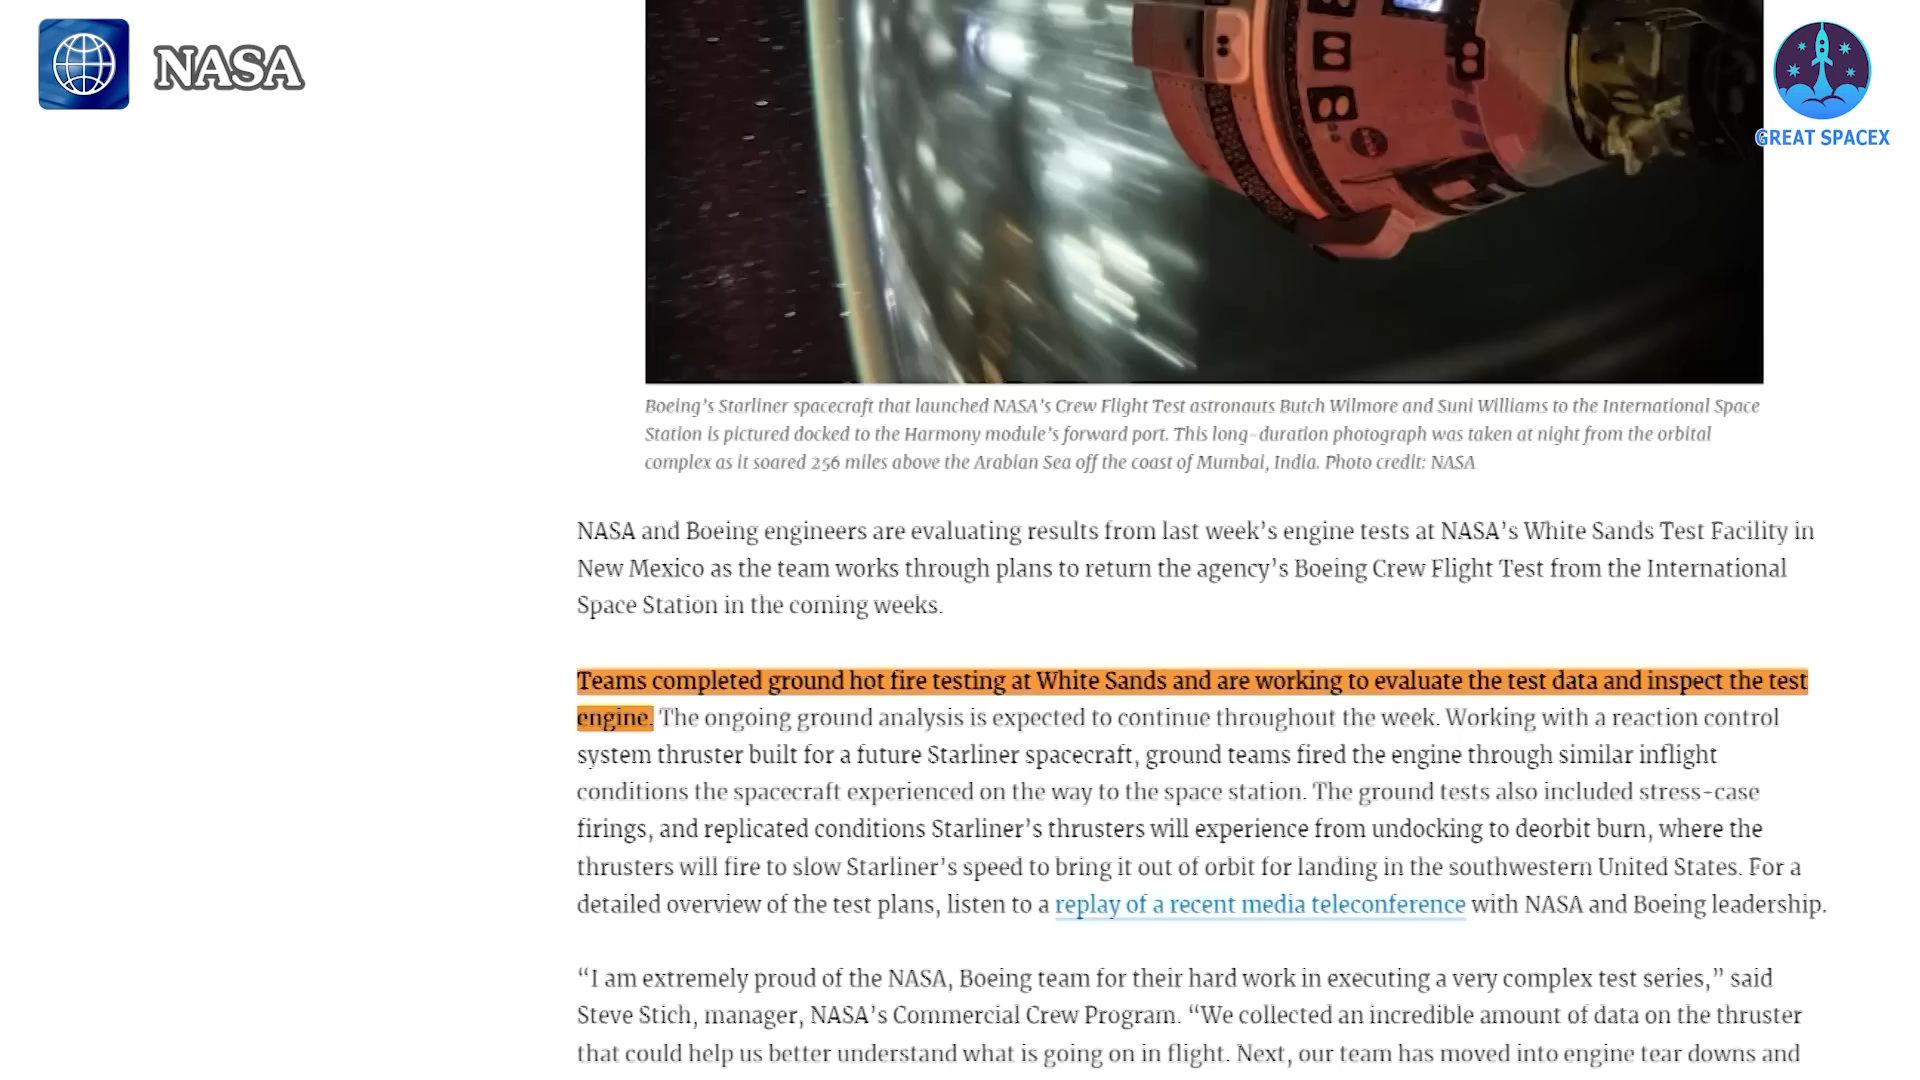 NASA
GREAT SPACEX
Boeing’s Starliner spacecraft that launched NASA’s Crew Flight Test astronauts Butch Wilmore and Suni Williams to the International Space
Station is pictured docked to the Harmony module’s forward port. This long-duration photograph was taken at night from the orbital
complex as it soared 256 miles above the Arabian Sea off the coast of Mumbai, India. Photo credit: NASA
NASA and Boeing engineers are evaluating results from last week’s engine tests at NASA’s White Sands Test Facility in
New Mexico as the team works through plans to return the agency’s Boeing Crew Flight Test from the International
Space Station in the coming weeks.
Teams completed ground hot fire testing at White Sands and are working to evaluate the test data and inspect the test
engine. The ongoing ground analysis is expected to continue throughout the week. Working with a reaction control
system thruster built for a future Starliner spacecraft, ground teams fired the engine through similar inflight
conditions the spacecraft experienced on the way to the space station. The ground tests also included stress-case
firings, and replicated conditions Starliner’s thrusters will experience from undocking to deorbit burn, where the
thrusters will fire to slow Starliner’s speed to bring it out of orbit for landing in the southwestern United States. For a
detailed overview of the test plans, listen to a replay of a recent media teleconference with NASA and Boeing leadership.
“I am extremely proud of the NASA, Boeing team for their hard work in executing a very complex test series,” said
Steve Stich, manager, NASA’s Commercial Crew Program. “We collected an incredible amount of data on the thruster
that could help us better understand what is going on in flight. Next, our team has moved into engine tear downs and